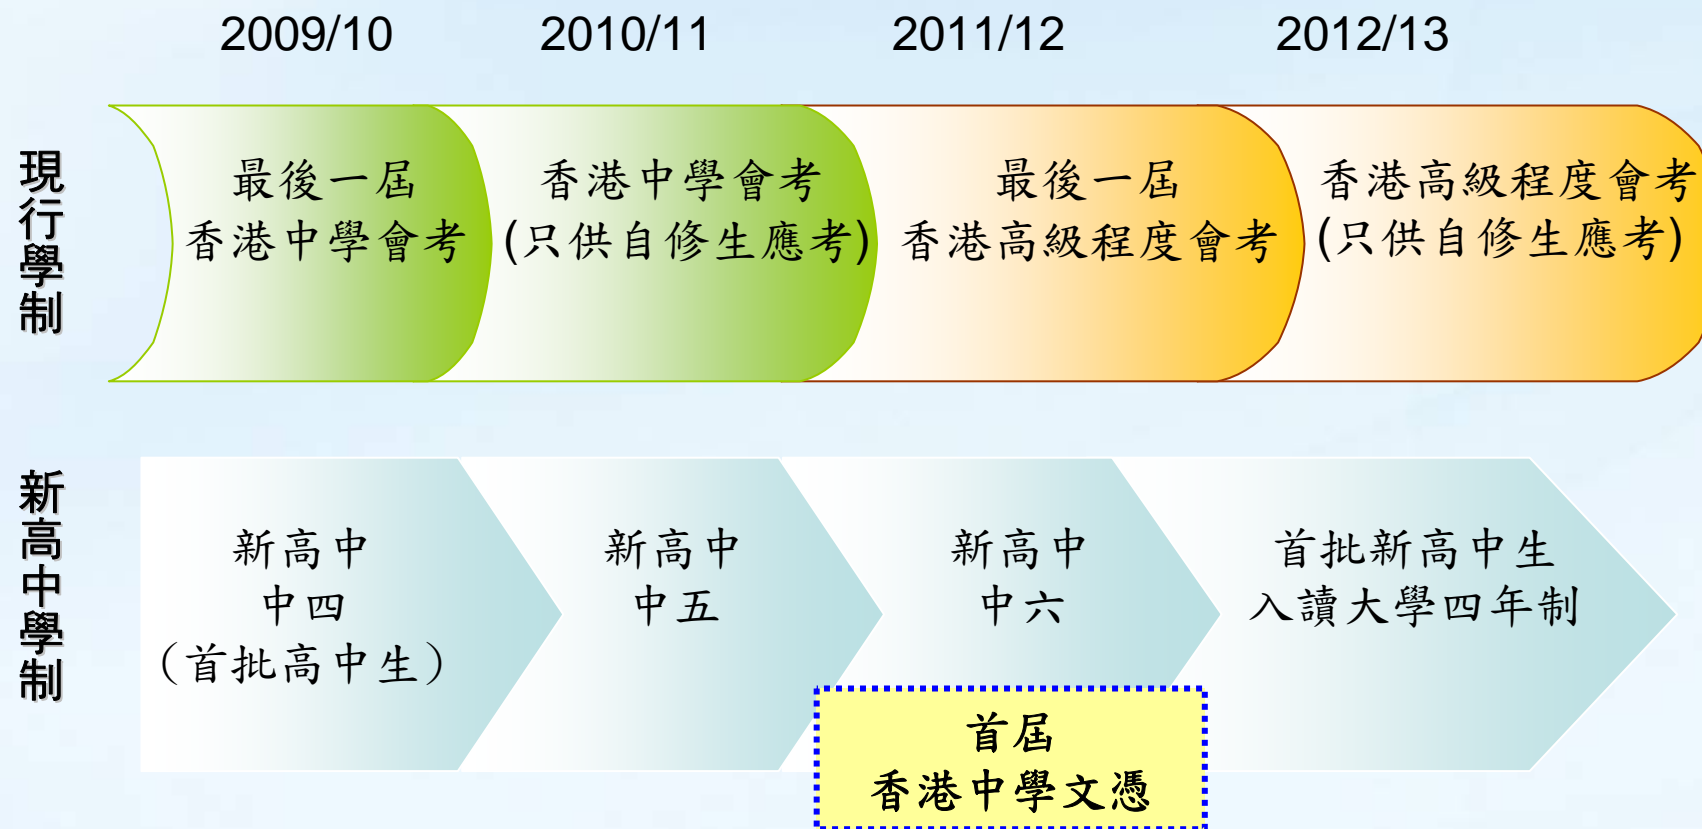 2009/10
2010/11
2011/12
2012/13
現行學制
最後一屆
香港中學會考
香港中學會考
(只供自修生應考)
最後一屆
香港高級程度會考
香港高級程度會考
(只供自修生應考)
新高中學制
新高中
中四
（首批高中生）
新高中
中五
新高中
中六
首批新高中生
入讀大學四年制
首屆
香港中學文憑